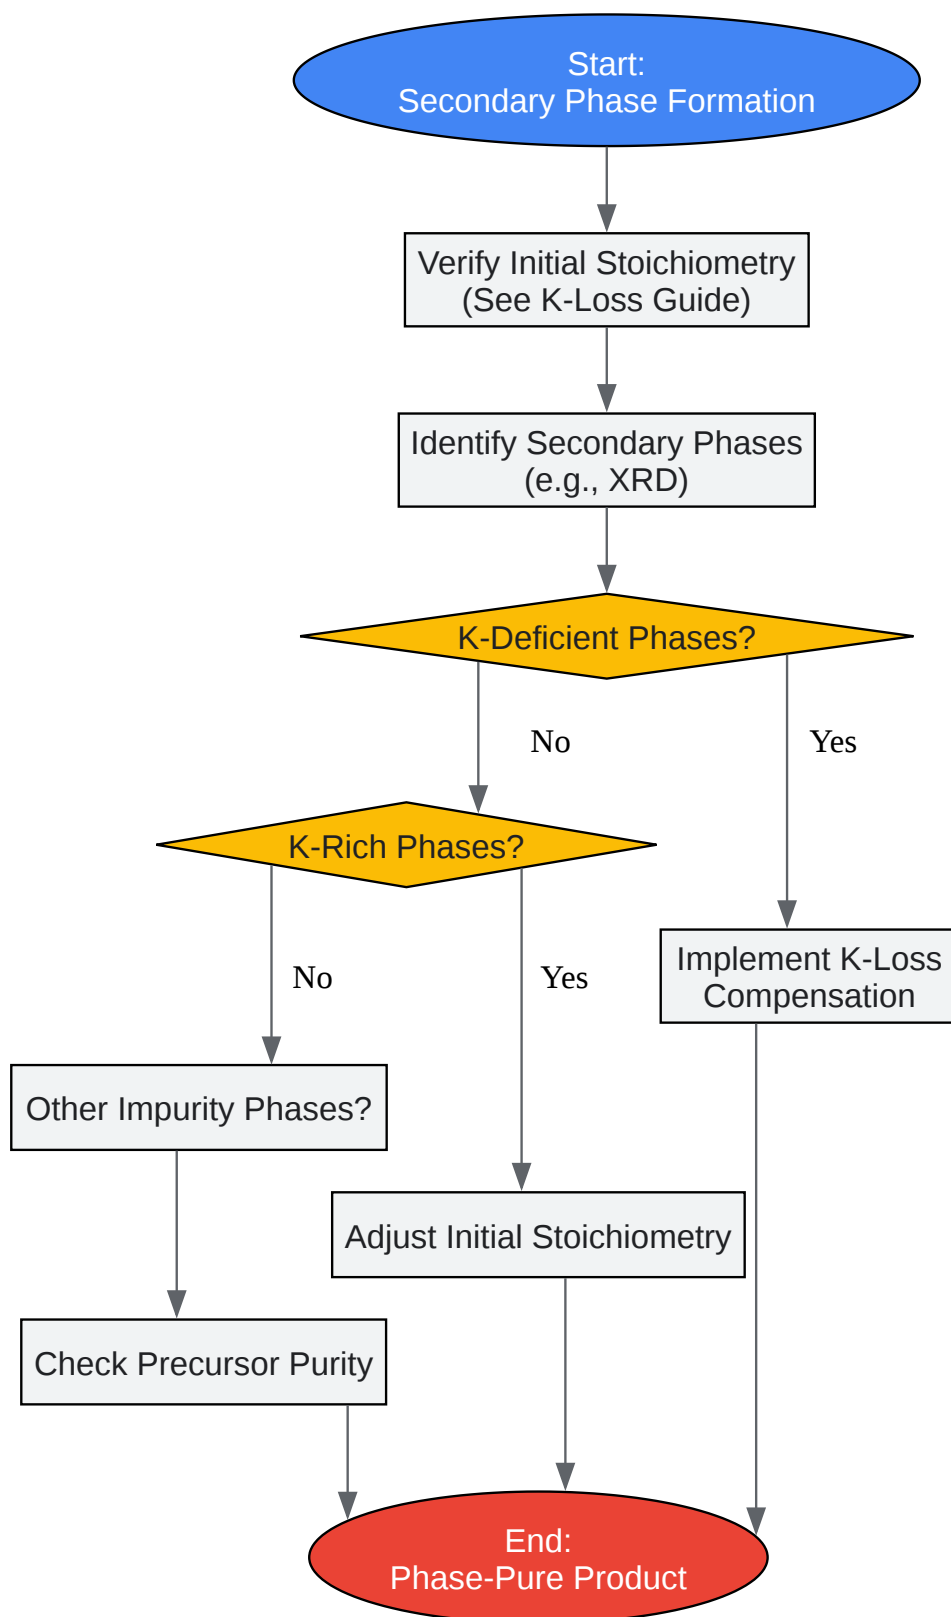 Start:
Secondary Phase Formation
Verify Initial Stoichiometry
(See K-Loss Guide)
Identify Secondary Phases
(e.g., XRD)
K-Deficient Phases?
No
Yes
K-Rich Phases?
Implement K-Loss
Compensation
No
Yes
Other Impurity Phases?
Adjust Initial Stoichiometry
Check Precursor Purity
End:
Phase-Pure Product